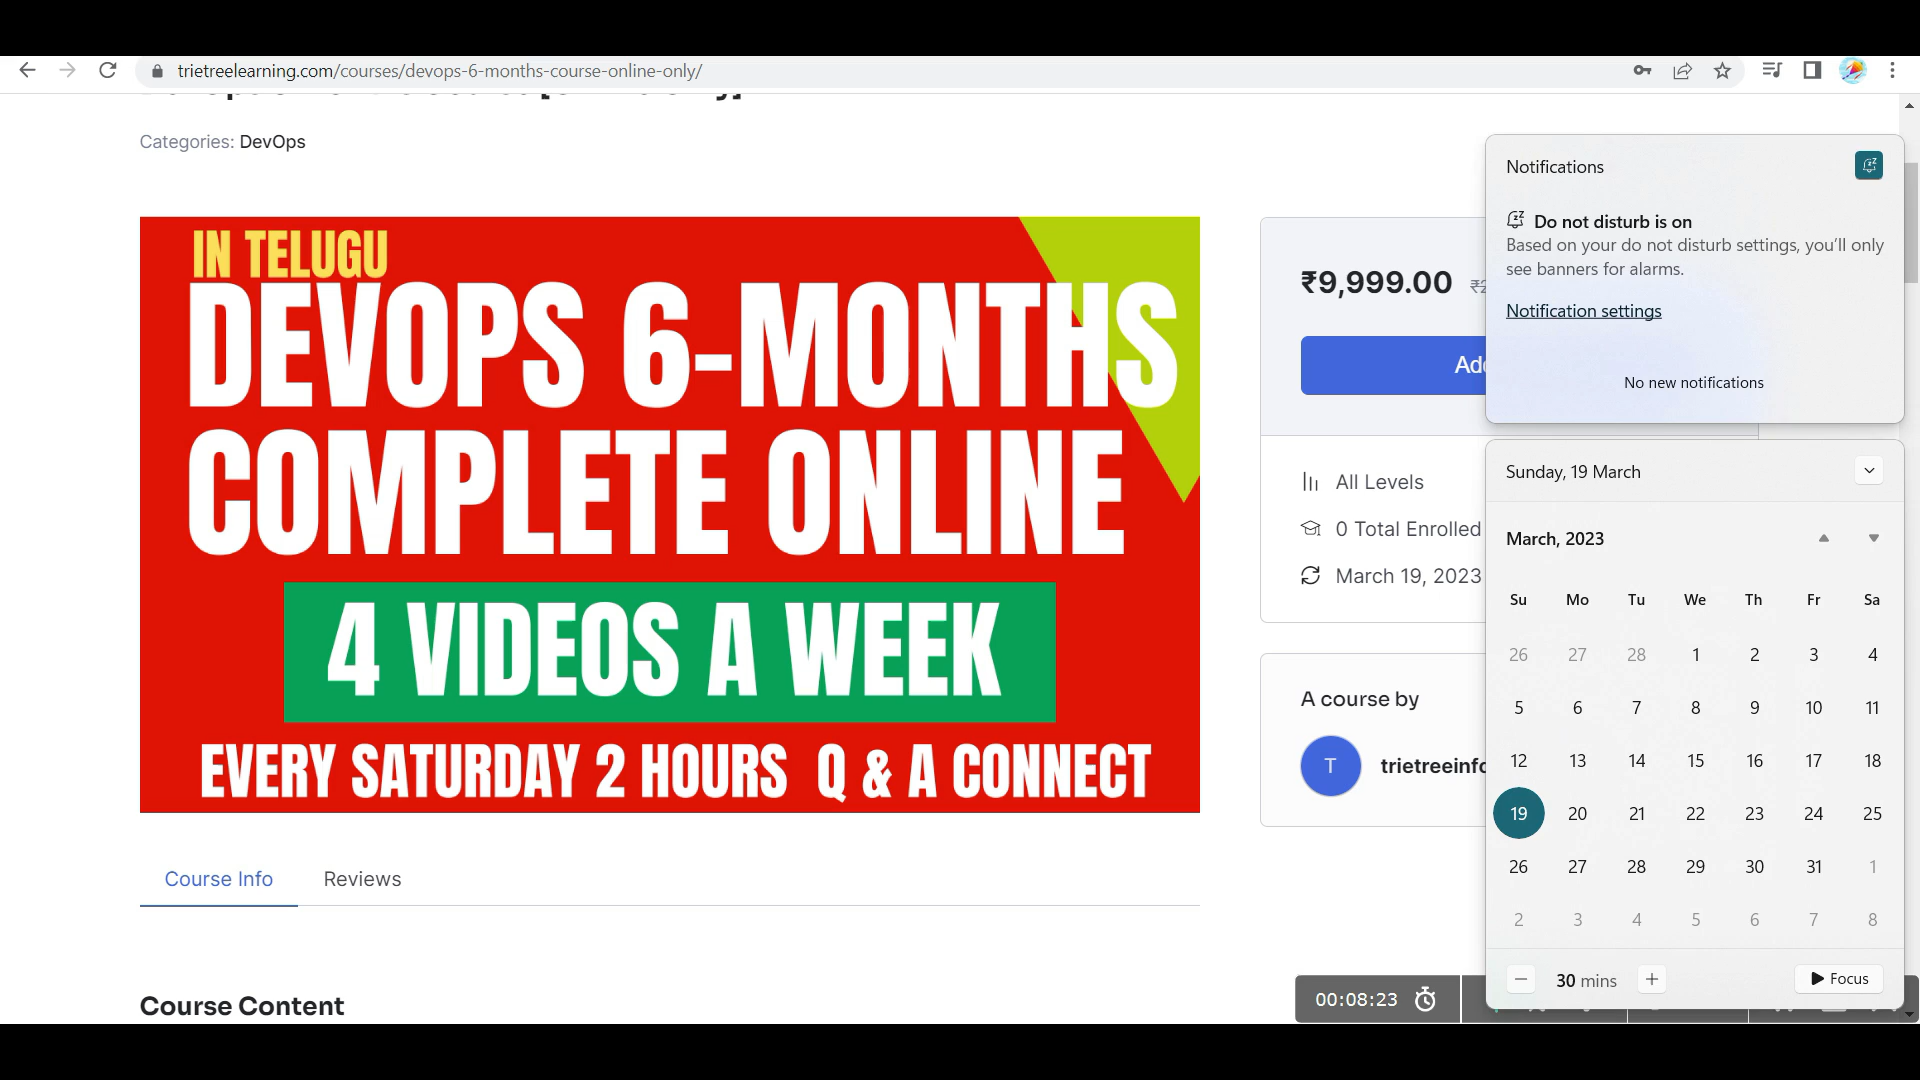 trietreelearning.com/courses/devops-6-months-course-online-only/
Categories: DevOps
IN TELUGU
DEVOPS 6-MONTHS
COMPLETE ONLINE
4 VIDEOS A WEEK
EVERY SATURDAY 2 HOURS Q & A CONNECT
Course Info Reviews
Course Content
₹9,999.00
All Levels
0 Total Enrolled
March 19, 2023
A course by
T
00:08:23
Notifications
Do not disturb is on
Based on your do not disturb settings, you'll only
see banners for alarms.
Notification settings
No new notifications
Sunday, 19 March
March, 2023
Su Mo Tu We Th Fr Sa
26 27 28 1 2 3 4
5 6 7 8 9 10 11
12 13 14 15 16 17 18
19 20 21 22 23 24 25
26 27 28 29 30 31 1
2 3 4 5 6 7 8
30 mins
Focus